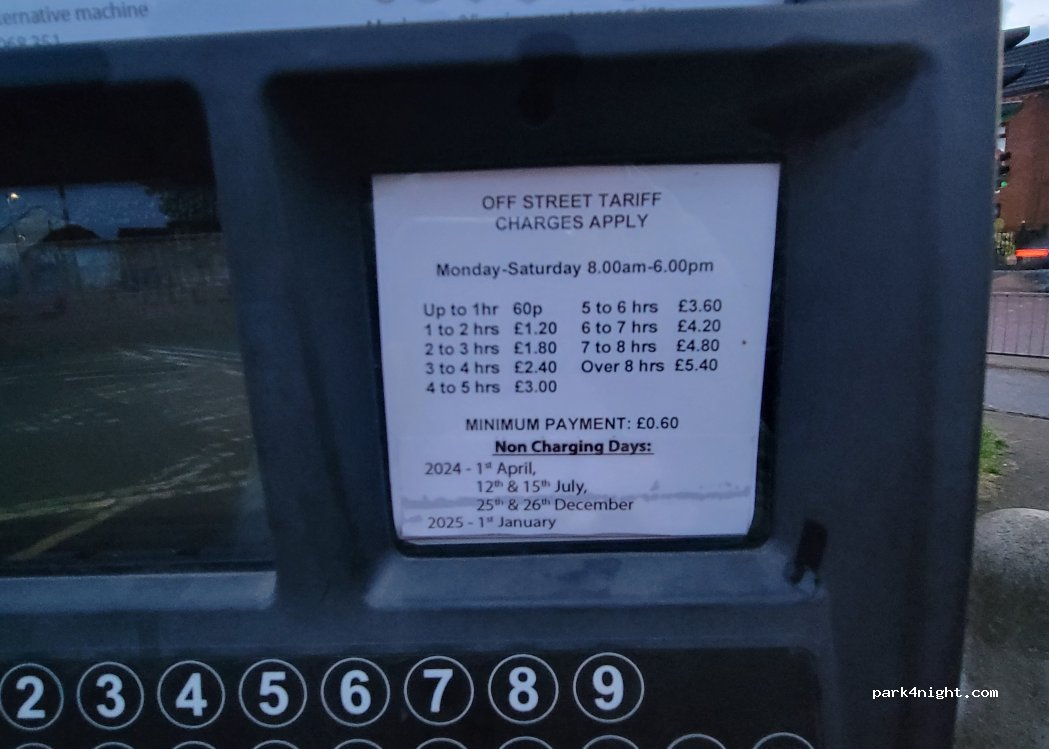 ernative machine
OFF STREET TARIFF
CHARGES APPLY
Monday-Saturday 8.00am-6.00pm
Up to 1hr 60p 5 to 6 hrs £3.60
1 to 2 hrs £1.20 6 to 7 hrs £4.20
2 to 3 hrs £1.80 7 to 8 hrs £4.80
3 to 4 hrs £2.40 Over 8 hrs £5.40
4 to 5 hrs £3.00
MINIMUM PAYMENT: £0.60
Non Charging Days:
2024 - 1st April,
12th & 15th July,
25th & 26th December
2025 - 1st January
2 3 4 5 6 7 8 9
park4night.com